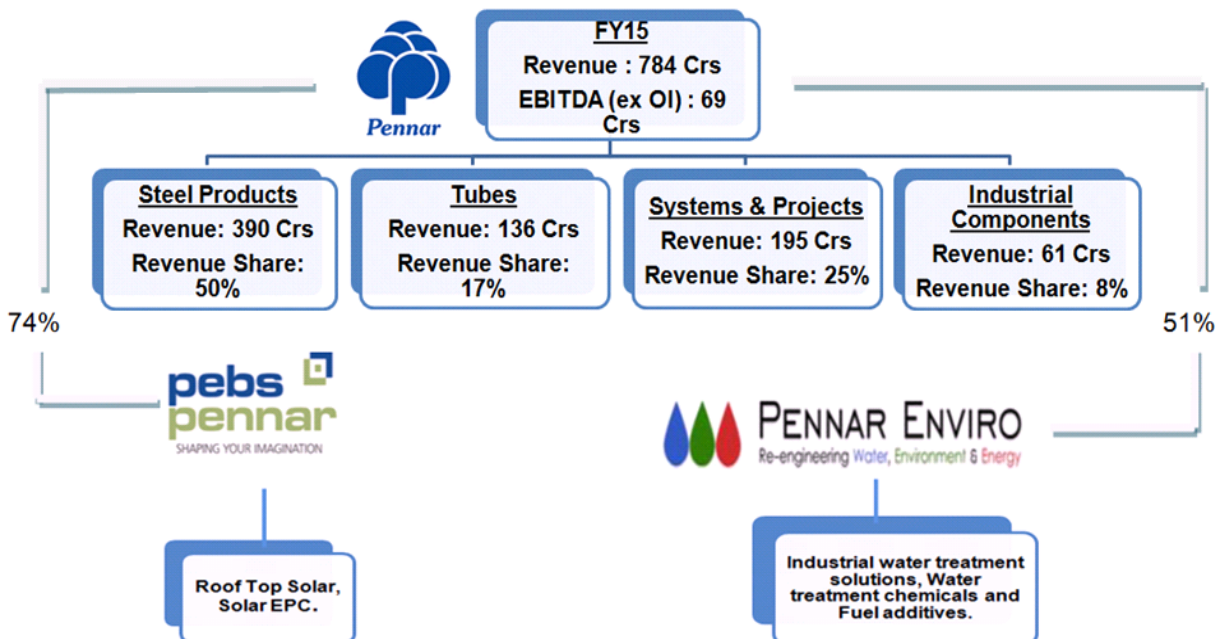 FY15
Revenue : 784 Crs
EBITDA (ex OI) : 69
Crs
Pennar
Steel Products
Revenue: 390 Crs
Revenue Share:
50%
Tubes
Revenue: 136 Crs
Revenue Share:
17%
Systems & Projects
Revenue: 195 Crs
Revenue Share: 25%
Industrial
Components
Revenue: 61 Crs
Revenue Share: 8%
74%
51%
pebs
pennar
SHAPING YOUR IMAGINATION
PENNAR ENVIRO
Re-engineering Water, Environment & Energy
Roof Top Solar,
Solar EPC.
Industrial water treatment
solutions, Water
treatment chemicals and
Fuel additives.